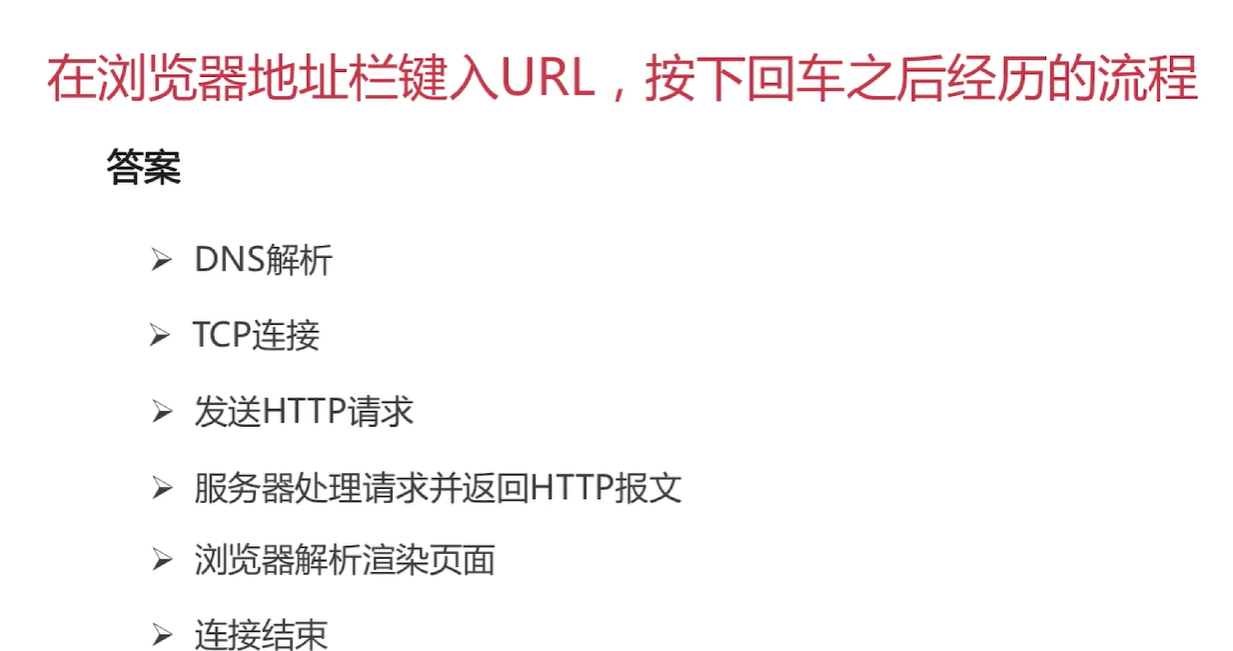 在浏览器地址栏键入URL，按下回车之后经历的流程
答案
➢ DNS解析
➢ TCP连接
➢ 发送HTTP请求
➢ 服务器处理请求并返回HTTP报文
➢ 浏览器解析渲染页面
➢ 连接结束